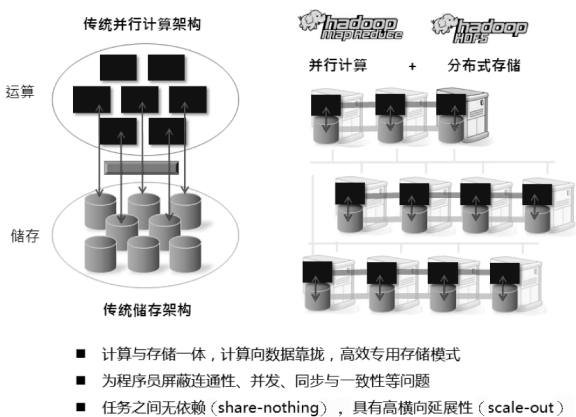 传统并行计算架构
hadoop
MapReduce
hadoop
HDFS
并行计算 + 分布式存储
运算
储存
传统储存架构
■ 计算与存储一体，计算向数据靠拢，高效专用存储模式
■ 为程序员屏蔽连通性、并发、同步与一致性等问题
■ 任务之间无依赖（share-nothing），具有高横向延展性（scale-out）